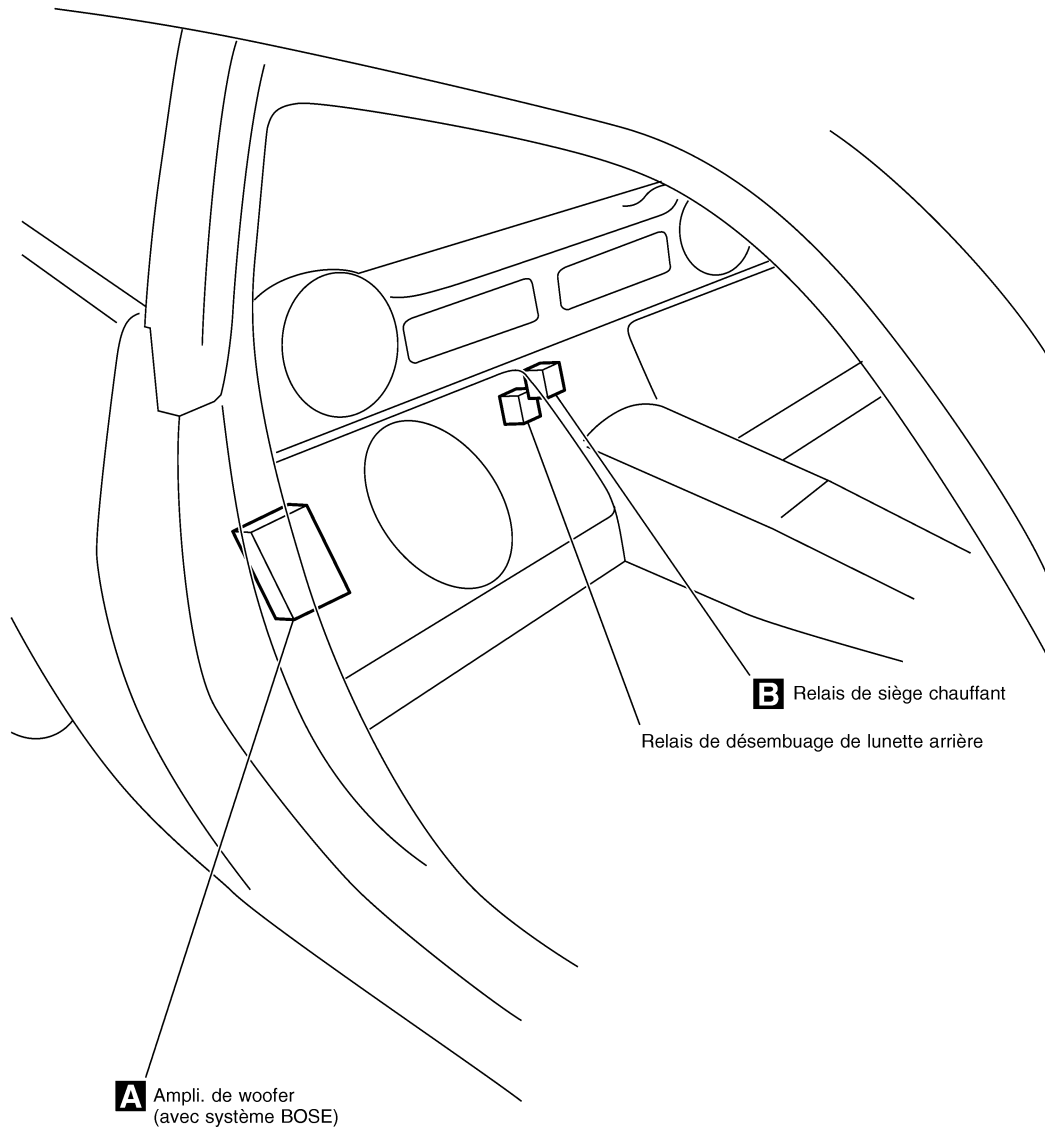 B Relais de siège chauffant
Relais de désembuage de lunette arrière
A Ampli. de woofer
(avec système BOSE)